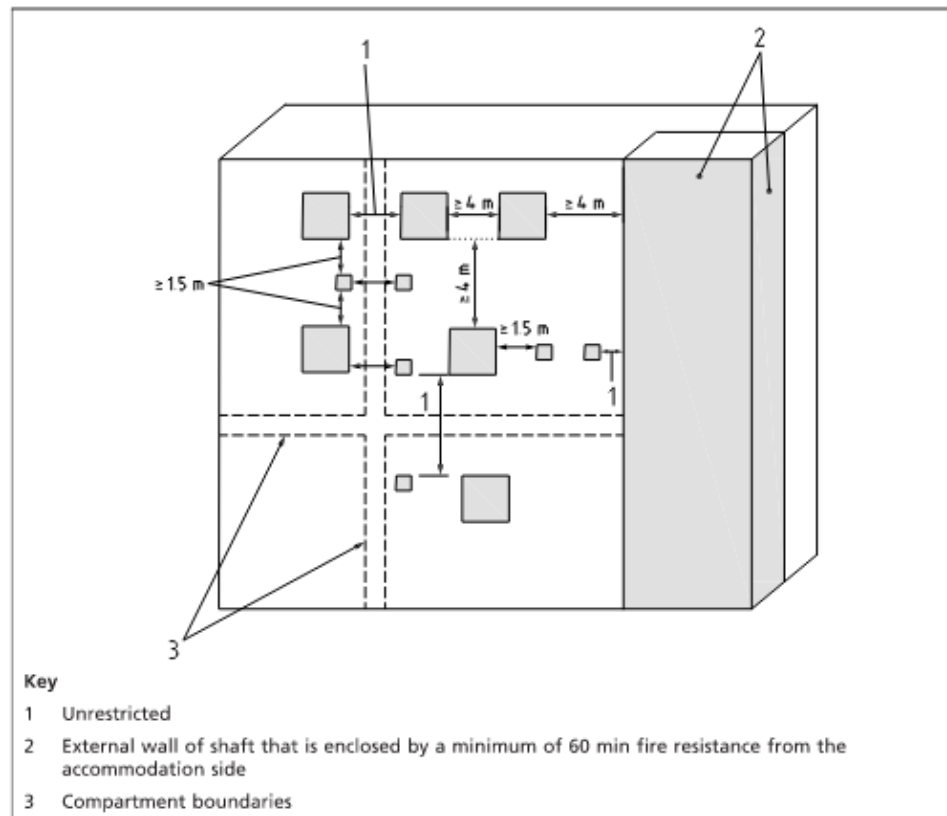 1
2
≥ 4 m
≥ 4 m
≥ 1.5 m
≥ 4 m
≥ 1.5 m
1
1
3
Key
1 Unrestricted
2 External wall of shaft that is enclosed by a minimum of 60 min fire resistance from the
accommodation side
3 Compartment boundaries